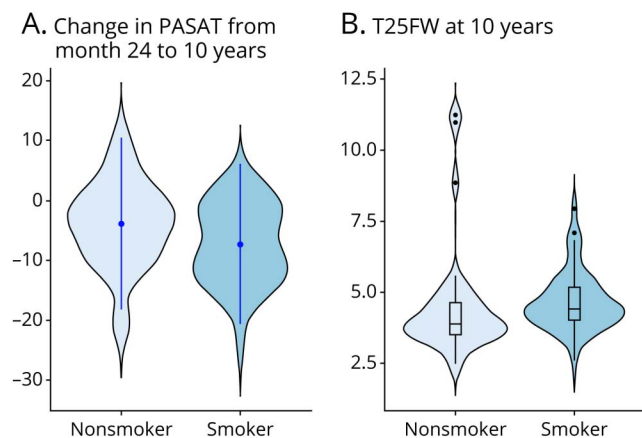 A. Change in PASAT from
month 24 to 10 years
20
10
0
−10
−20
−30
Nonsmoker Smoker
B. T25FW at 10 years
12.5
10.0
7.5
5.0
2.5
Nonsmoker Smoker